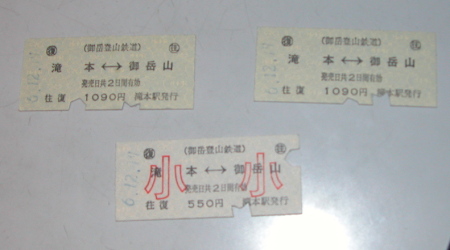 復 (御岳登山鉄道)
滝本 ↔ 御岳山
発売日共2日間有効
往復 1090円 滝本駅発行
復 (御岳登山鉄道)
滝本 ↔ 御岳山
発売日共2日間有効
往復 1090円 滝本駅発行
復 (御岳登山鉄道)
小 小
滝本 ↔ 御岳山
発売日共2日間有効
往復 550円 滝本駅発行